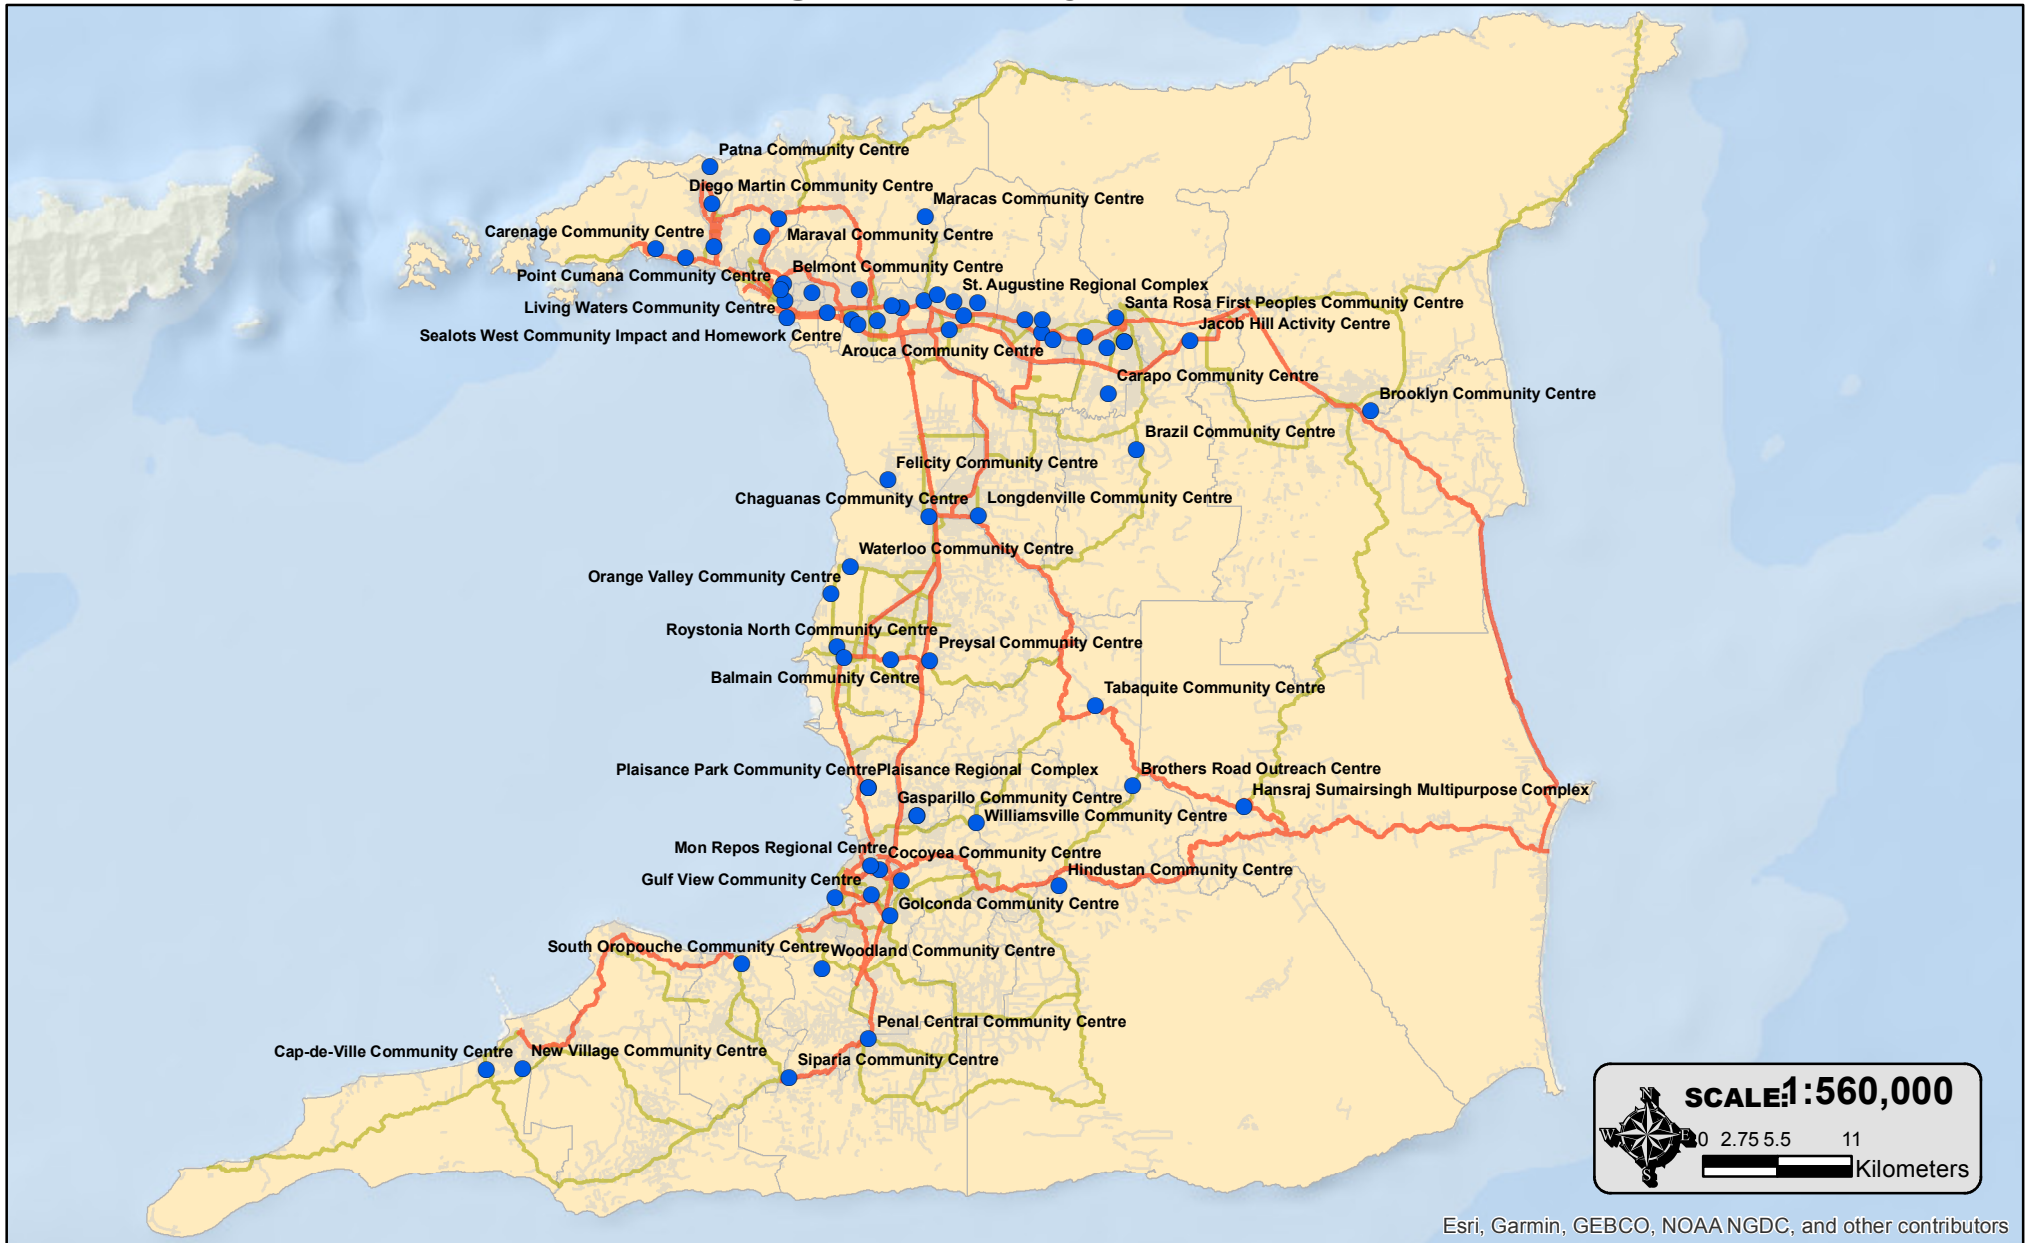 Patna Community Centre
Diego Martin Community Centre
Maracas Community Centre
Carenage Community Centre
Maraval Community Centre
Point Cumana Community Centre
Belmont Community Centre
St. Augustine Regional Complex
Living Waters Community Centre
Santa Rosa First Peoples Community Centre
Sealots West Community Impact and Homework Centre
Jacob Hill Activity Centre
Arouca Community Centre
Carapo Community Centre
Brooklyn Community Centre
Brazil Community Centre
Felicity Community Centre
Chaguanas Community Centre
Longdenville Community Centre
Waterloo Community Centre
Orange Valley Community Centre
Roystonia North Community Centre
Preysal Community Centre
Balmain Community Centre
Tabaquite Community Centre
Plaisance Park Community Centre
Plaisance Regional Complex
Brothers Road Outreach Centre
Hansraj Sumairsingh Multipurpose Complex
Gasparillo Community Centre
Williamsville Community Centre
Mon Repos Regional Centre
Cocoyea Community Centre
Gulf View Community Centre
Hindustan Community Centre
Golconda Community Centre
South Oropouche Community Centre
Woodland Community Centre
Penal Central Community Centre
Cap-de-Ville Community Centre
New Village Community Centre
Siparia Community Centre
SCALE:1:560,000
N
W
E
S
0 2.75 5.5 11
Kilometers
Esri, Garmin, GEBCO, NOAA NGDC, and other contributors